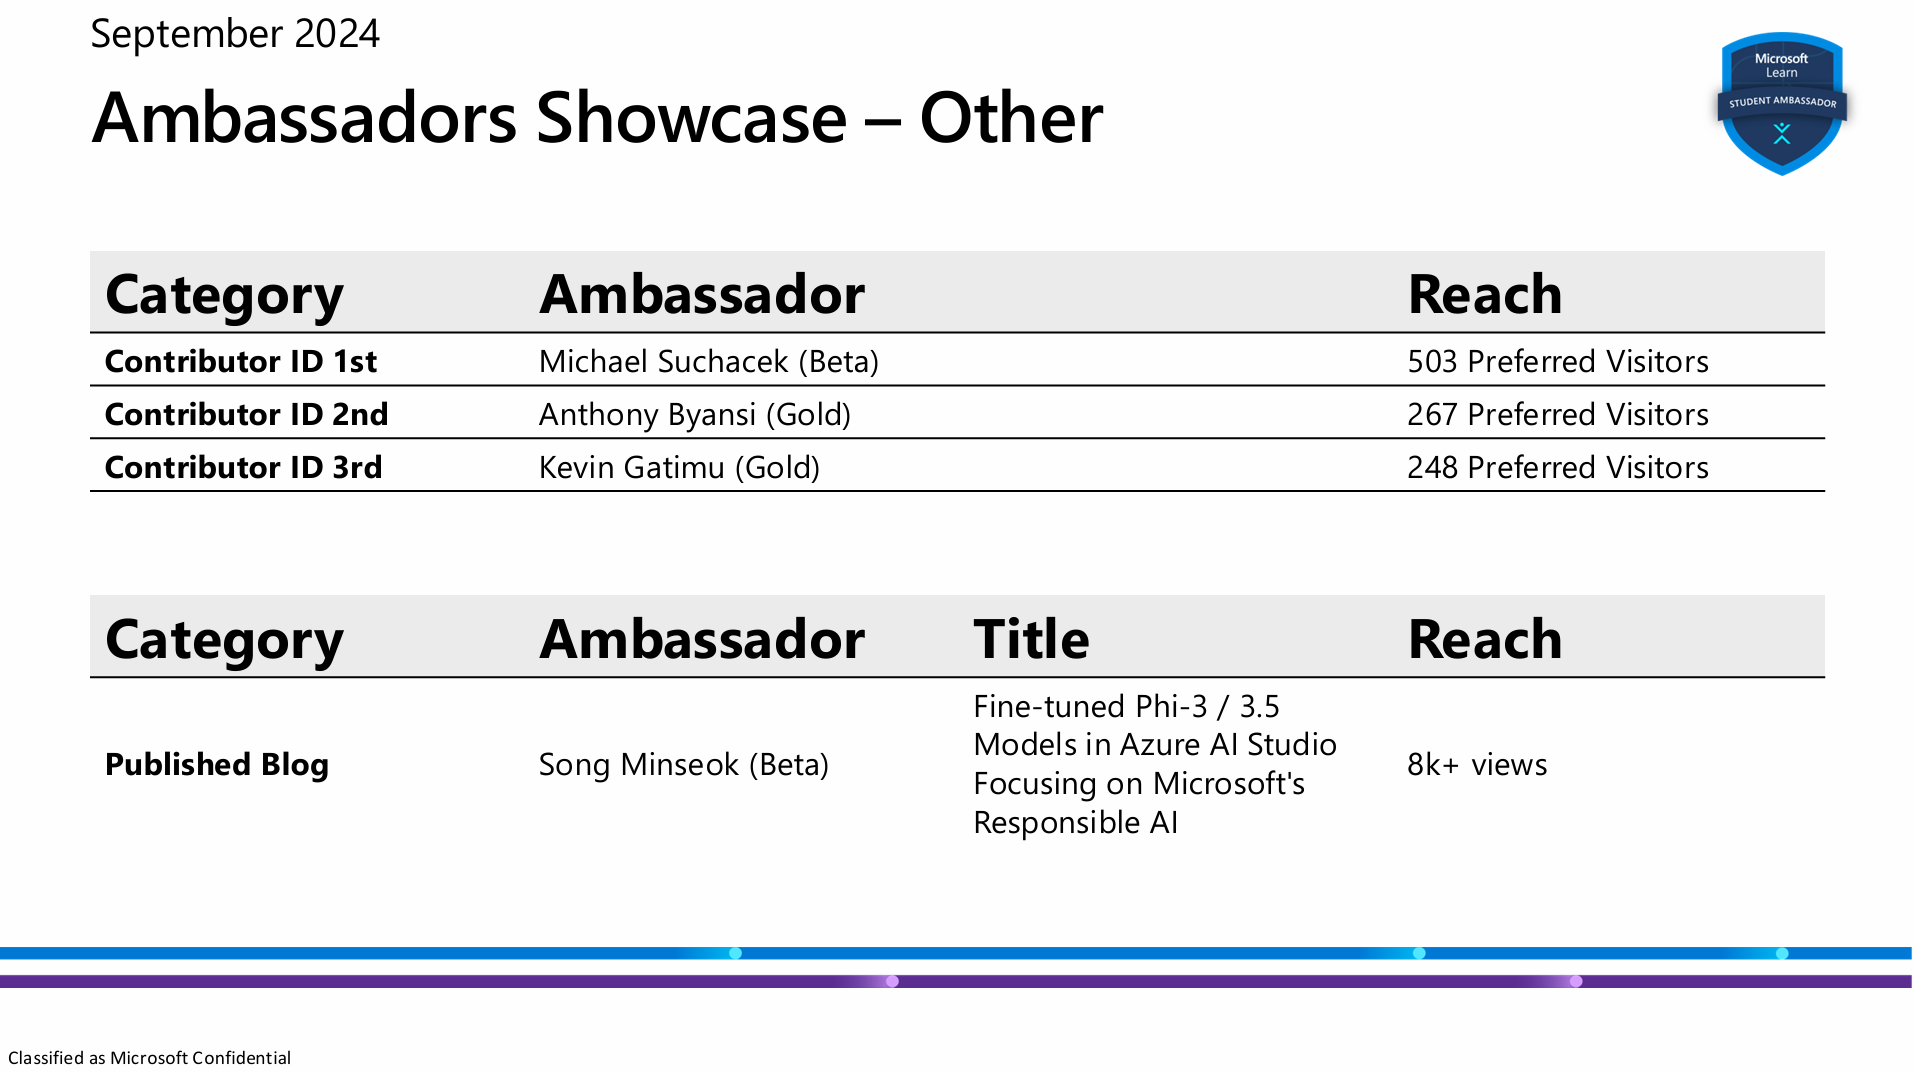 September 2024
Ambassadors Showcase – Other
Microsoft
Learn
STUDENT AMBASSADOR
Category Ambassador Reach
Contributor ID 1st Michael Suchacek (Beta) 503 Preferred Visitors
Contributor ID 2nd Anthony Byansi (Gold) 267 Preferred Visitors
Contributor ID 3rd Kevin Gatimu (Gold) 248 Preferred Visitors
Category Ambassador Title Reach
Published Blog Song Minseok (Beta)
Fine-tuned Phi-3 / 3.5
Models in Azure AI Studio
Focusing on Microsoft's
Responsible AI
8k+ views
Classified as Microsoft Confidential